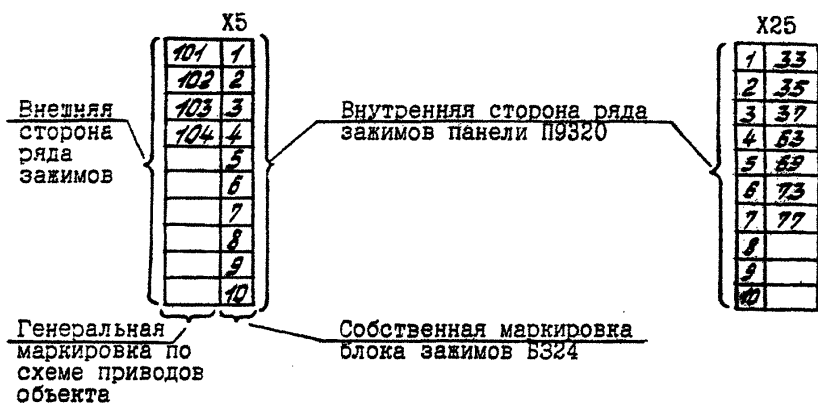 X5
X25
101 1
102 2
103 3
104 4
5
6
7
8
9
10
1 33
2 35
3 37
4 63
5 69
6 73
7 77
8
9
10
Внешняя
сторона
ряда
зажимов
Внутренняя сторона ряда
зажимов панели П9320
Генеральная
маркировка по
схеме приводов
объекта
Собственная маркировка
блока зажимов Б324